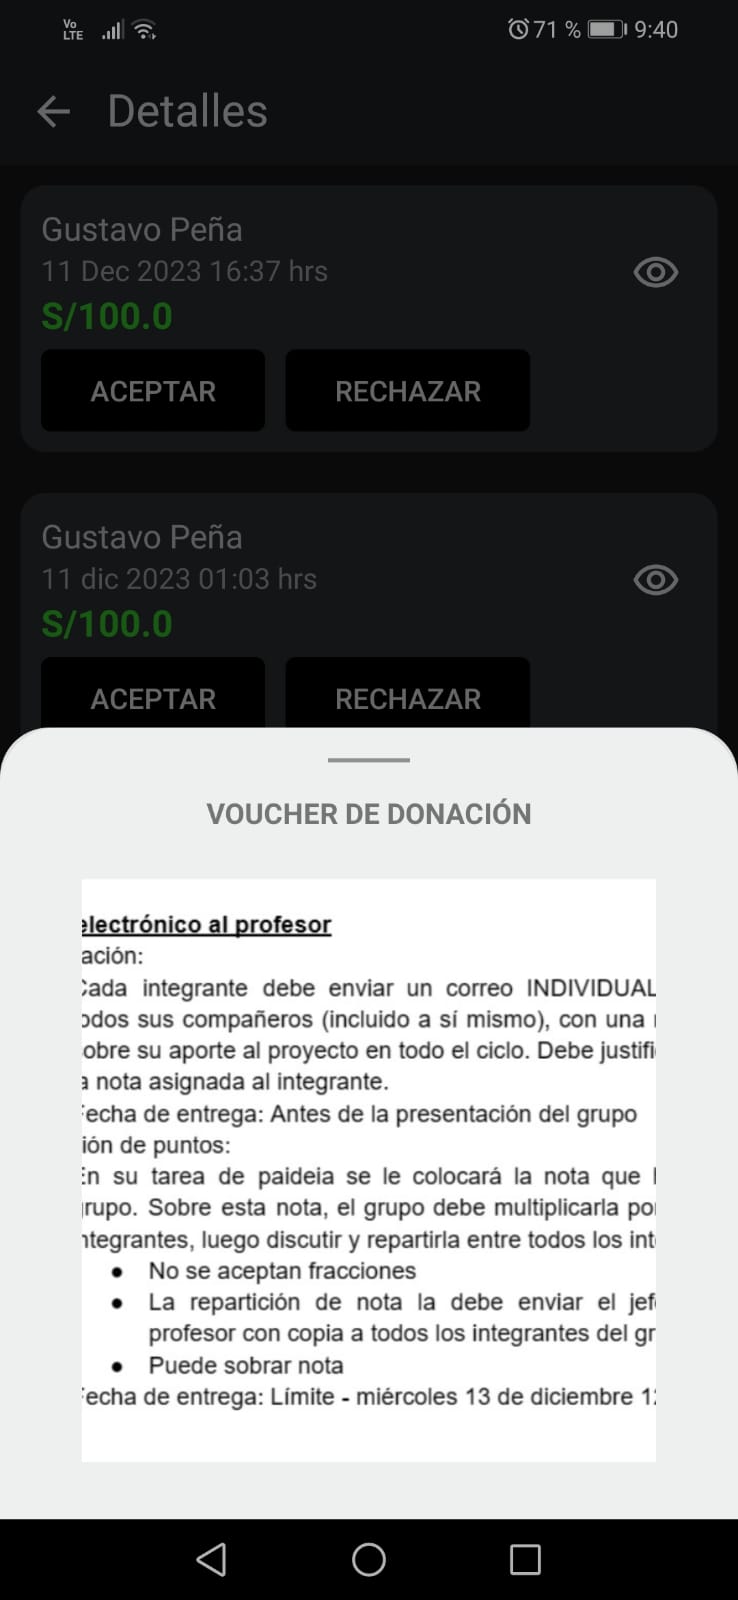 Vo
LTE
71 %
9:40
Detalles
Gustavo Peña
11 Dec 2023 16:37 hrs
S/100.0
ACEPTAR
RECHAZAR
Gustavo Peña
11 dic 2023 01:03 hrs
S/100.0
ACEPTAR
RECHAZAR
VOUCHER DE DONACIÓN
electrónico al profesor
ación:
Cada integrante debe enviar un correo INDIVIDUAL
odos sus compañeros (incluido a sí mismo), con una
obre su aporte al proyecto en todo el ciclo. Debe justifi
a nota asignada al integrante.
Fecha de entrega: Antes de la presentación del grupo
ión de puntos:
En su tarea de paideia se le colocará la nota que
grupo. Sobre esta nota, el grupo debe multiplicarla por
ntegrantes, luego discutir y repartirla entre todos los int
• No se aceptan fracciones
• La repartición de nota la debe enviar el jef
profesor con copia a todos los integrantes del gr
• Puede sobrar nota
Fecha de entrega: Límite - miércoles 13 de diciembre